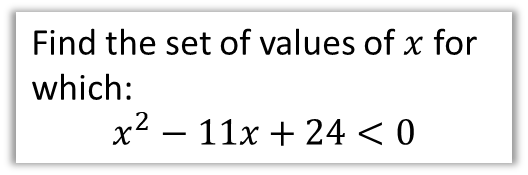 Find the set of values of x for
which:
x² − 11x + 24 < 0